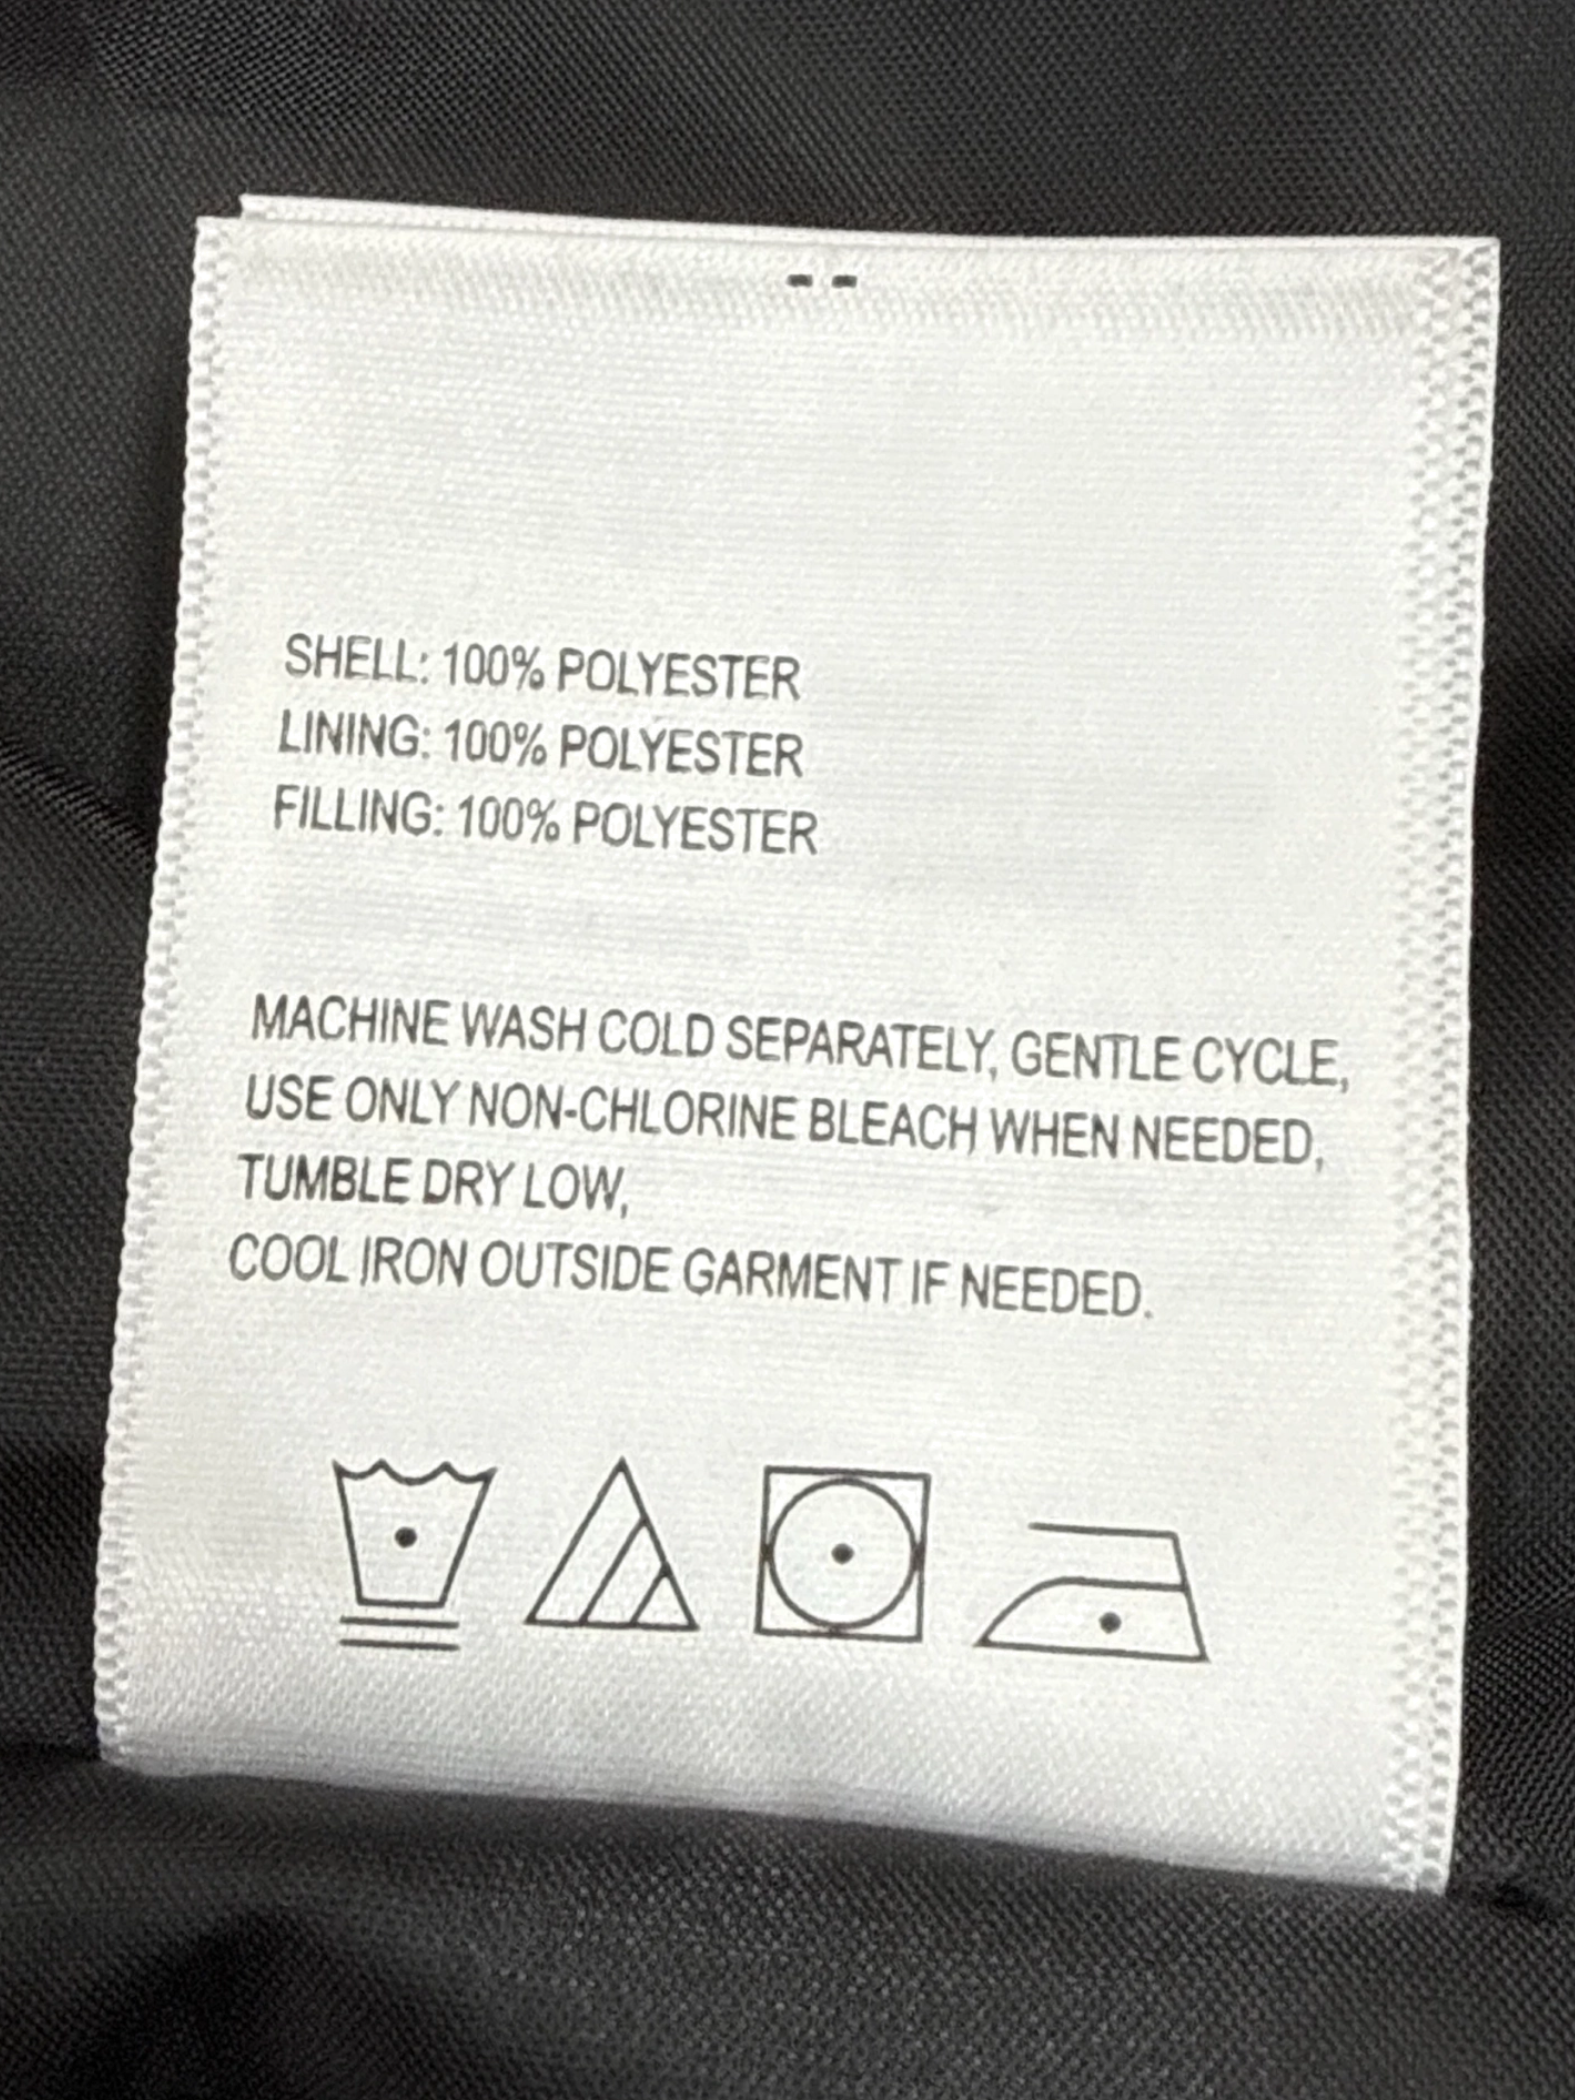 --
SHELL: 100% POLYESTER
LINING: 100% POLYESTER
FILLING: 100% POLYESTER
MACHINE WASH COLD SEPARATELY, GENTLE CYCLE,
USE ONLY NON-CHLORINE BLEACH WHEN NEEDED,
TUMBLE DRY LOW,
COOL IRON OUTSIDE GARMENT IF NEEDED.